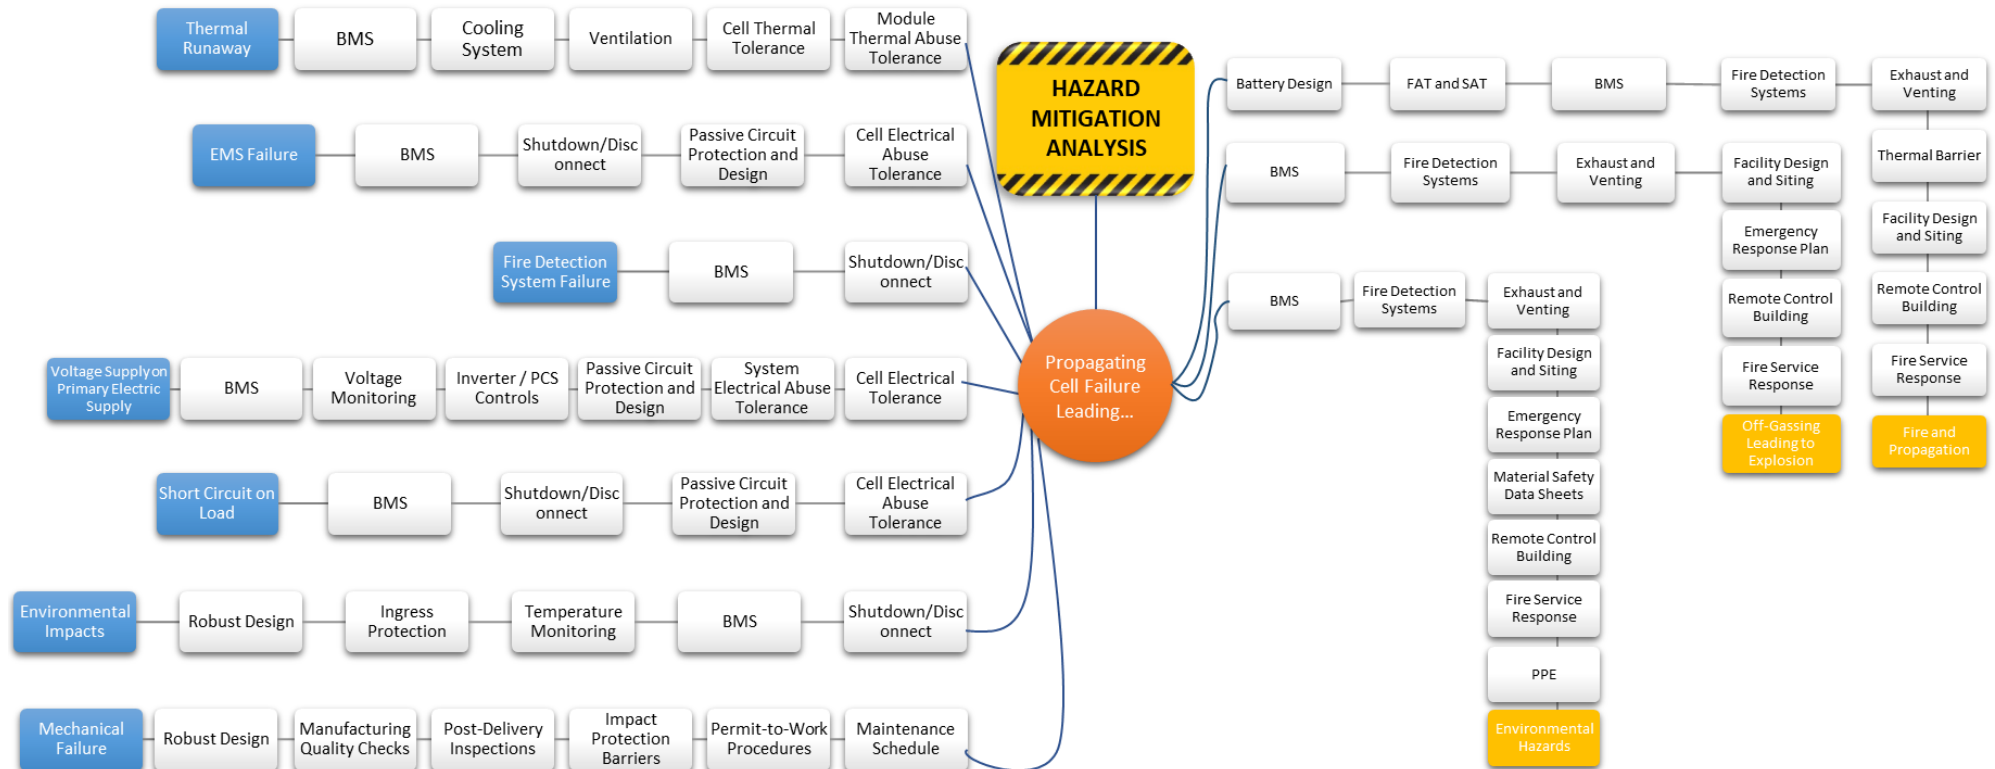 Thermal
Runaway
BMS
Cooling
System
Ventilation
Cell Thermal
Tolerance
Module
Thermal Abuse
Tolerance
EMS Failure
BMS
Shutdown/Disc
onnect
Passive Circuit
Protection and
Design
Cell Electrical
Abuse
Tolerance
Fire Detection
System Failure
BMS
Shutdown/Disc
onnect
Voltage Supply on
Primary Electric
Supply
BMS
Voltage
Monitoring
Inverter / PCS
Controls
Passive Circuit
Protection and
Design
System
Electrical Abuse
Tolerance
Cell Electrical
Tolerance
Short Circuit on
Load
BMS
Shutdown/Disc
onnect
Passive Circuit
Protection and
Design
Cell Electrical
Abuse
Tolerance
Environmental
Impacts
Robust Design
Ingress
Protection
Temperature
Monitoring
BMS
Shutdown/Disc
onnect
Mechanical
Failure
Robust Design
Manufacturing
Quality Checks
Post-Delivery
Inspections
Impact
Protection
Barriers
Permit-to-Work
Procedures
Maintenance
Schedule
HAZARD
MITIGATION
ANALYSIS
Propagating
Cell Failure
Leading...
Battery Design
FAT and SAT
BMS
Fire Detection
Systems
Exhaust and
Venting
Thermal Barrier
Facility Design
and Siting
Remote Control
Building
Fire Service
Response
Fire and
Propagation
BMS
Fire Detection
Systems
Exhaust and
Venting
Facility Design
and Siting
Emergency
Response Plan
Remote Control
Building
Fire Service
Response
Off-Gassing
Leading to
Explosion
BMS
Fire Detection
Systems
Exhaust and
Venting
Facility Design
and Siting
Emergency
Response Plan
Material Safety
Data Sheets
Remote Control
Building
Fire Service
Response
PPE
Environmental
Hazards